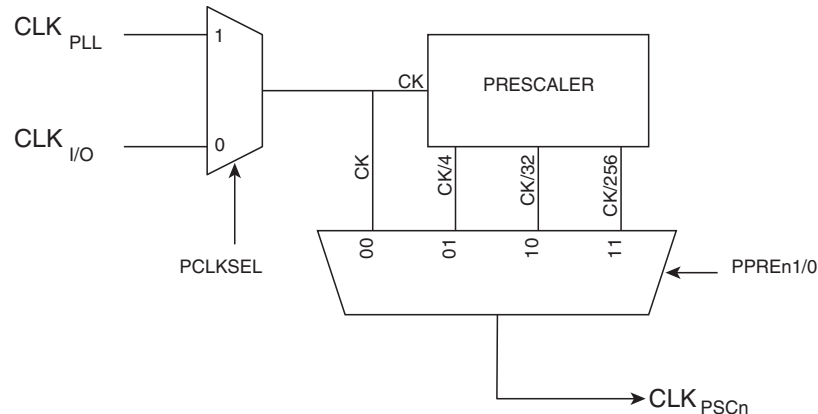 CLK PLL
1
CK
PRESCALER
CLK I/O
0
CK
CK/4
CK/32
CK/256
PCLKSEL
00
01
10
11
PPREn1/0
CLK PSCn